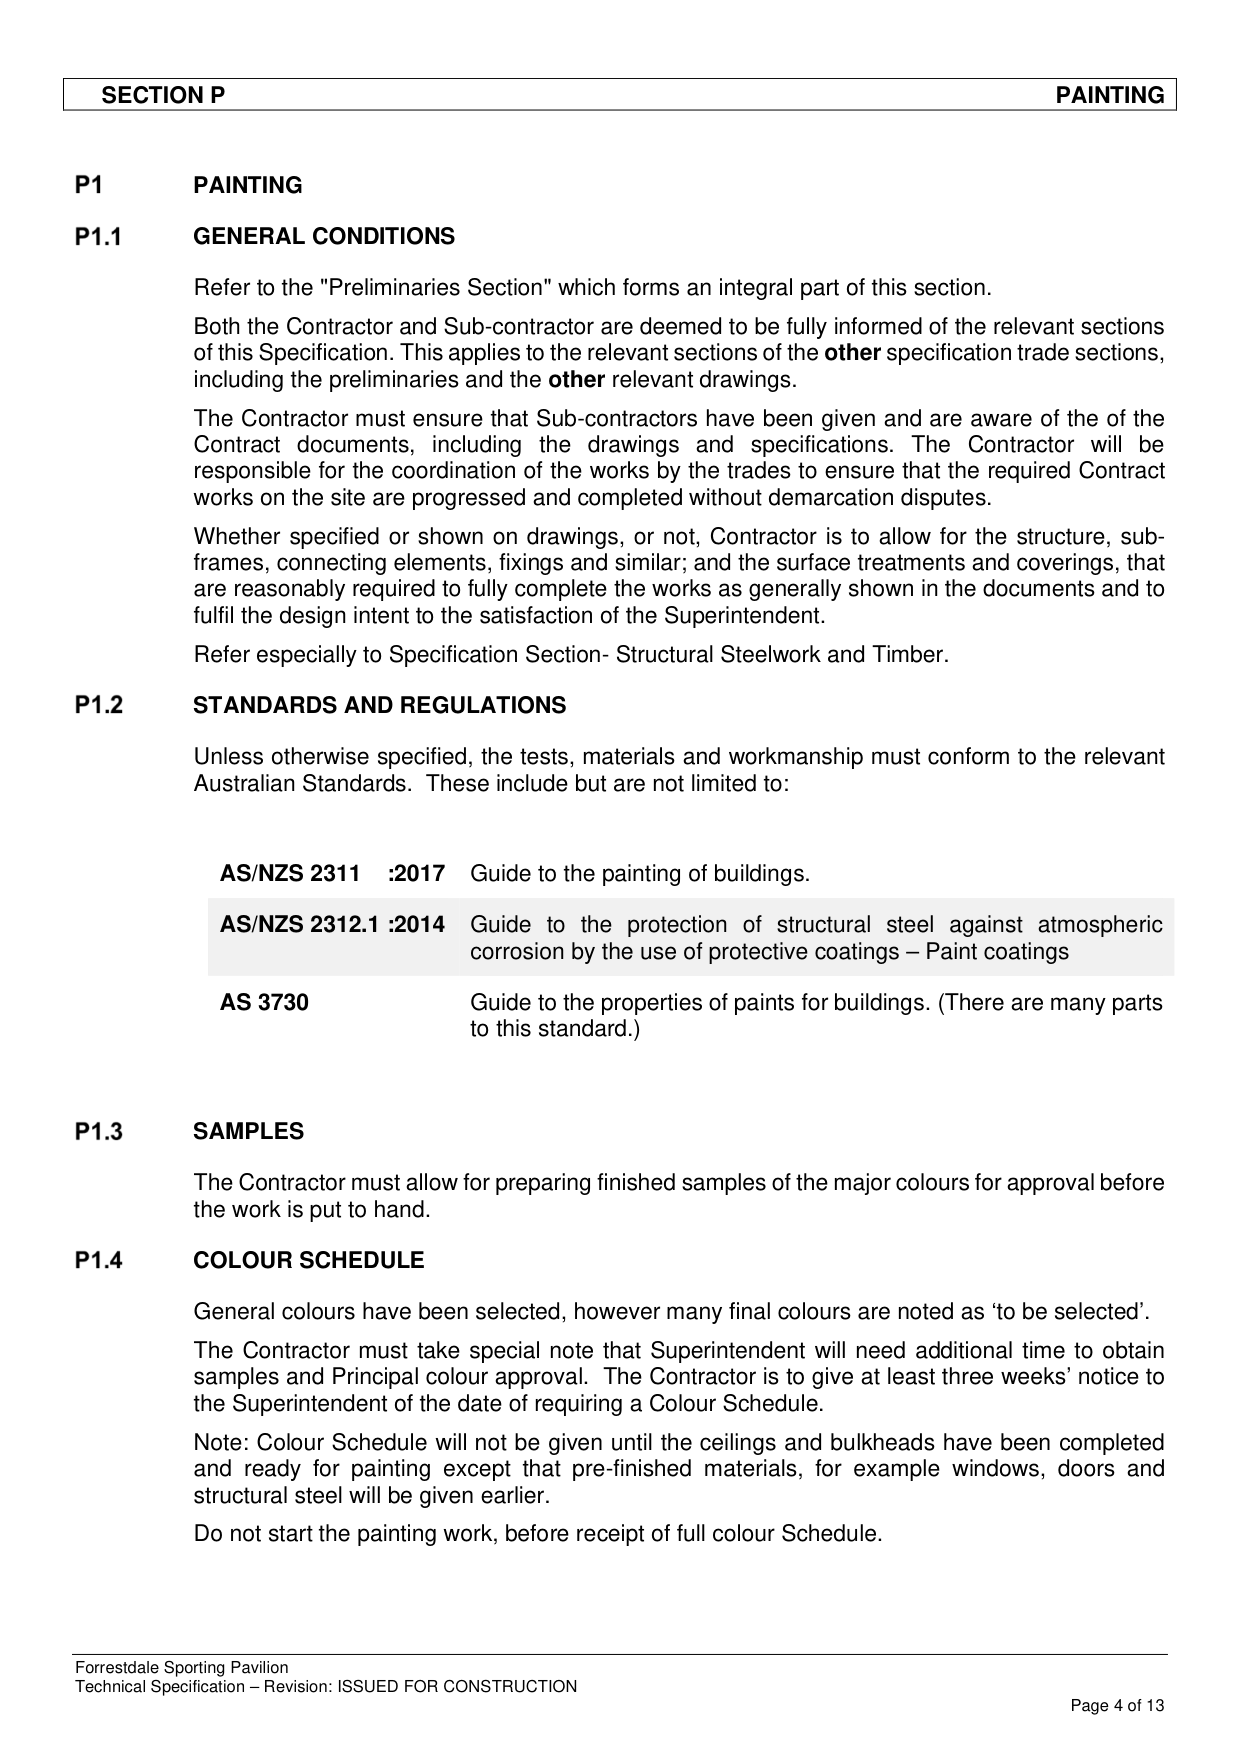 SECTION P PAINTING
P1 PAINTING
P1.1 GENERAL CONDITIONS
Refer to the "Preliminaries Section" which forms an integral part of this section.
Both the Contractor and Sub-contractor are deemed to be fully informed of the relevant sections
of this Specification. This applies to the relevant sections of the other specification trade sections,
including the preliminaries and the other relevant drawings.
The Contractor must ensure that Sub-contractors have been given and are aware of the of the
Contract documents, including the drawings and specifications. The Contractor will be
responsible for the coordination of the works by the trades to ensure that the required Contract
works on the site are progressed and completed without demarcation disputes.
Whether specified or shown on drawings, or not, Contractor is to allow for the structure, sub-
frames, connecting elements, fixings and similar; and the surface treatments and coverings, that
are reasonably required to fully complete the works as generally shown in the documents and to
fulfil the design intent to the satisfaction of the Superintendent.
Refer especially to Specification Section- Structural Steelwork and Timber.
P1.2 STANDARDS AND REGULATIONS
Unless otherwise specified, the tests, materials and workmanship must conform to the relevant
Australian Standards.  These include but are not limited to:
AS/NZS 2311 :2017 Guide to the painting of buildings.
AS/NZS 2312.1 :2014 Guide to the protection of structural steel against atmospheric
corrosion by the use of protective coatings – Paint coatings
AS 3730 Guide to the properties of paints for buildings. (There are many parts
to this standard.)
P1.3 SAMPLES
The Contractor must allow for preparing finished samples of the major colours for approval before
the work is put to hand.
P1.4 COLOUR SCHEDULE
General colours have been selected, however many final colours are noted as ‘to be selected’.
The Contractor must take special note that Superintendent will need additional time to obtain
samples and Principal colour approval.  The Contractor is to give at least three weeks’ notice to
the Superintendent of the date of requiring a Colour Schedule.
Note: Colour Schedule will not be given until the ceilings and bulkheads have been completed
and ready for painting except that pre-finished materials, for example windows, doors and
structural steel will be given earlier.
Do not start the painting work, before receipt of full colour Schedule.
Forrestdale Sporting Pavilion
Technical Specification – Revision: ISSUED FOR CONSTRUCTION
Page 4 of 13